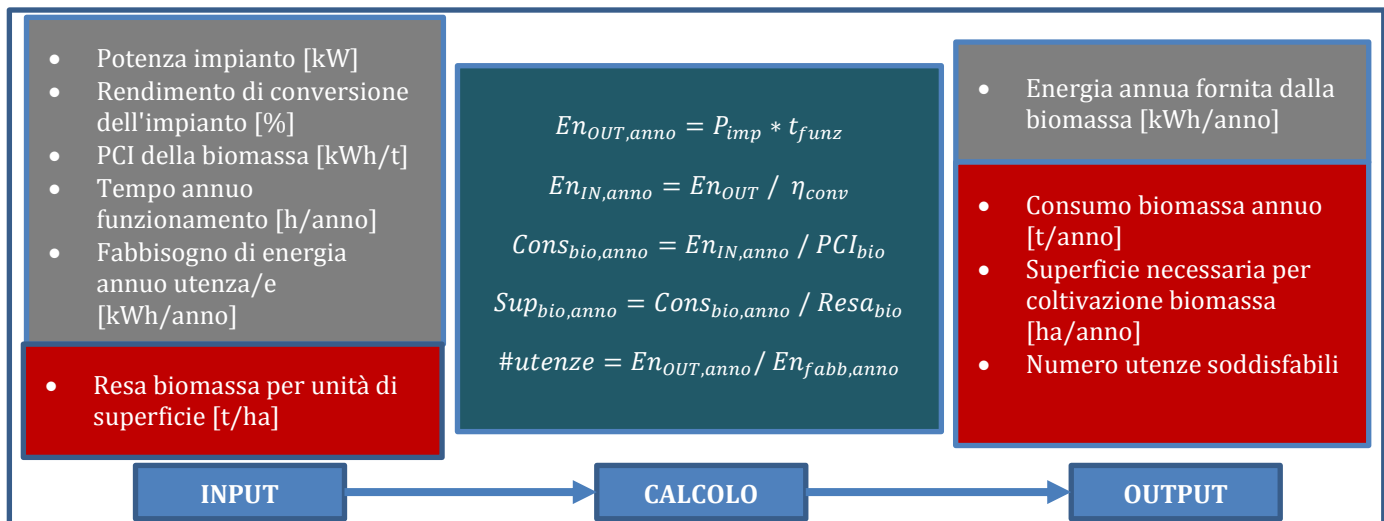 • Potenza impianto [kW]
• Rendimento di conversione
dell'impianto [%]
• PCI della biomassa [kWh/t]
• Tempo annuo
funzionamento [h/anno]
• Fabbisogno di energia
annuo utenza/e
[kWh/anno]
• Resa biomassa per unità di
superficie [t/ha]
INPUT
En_{OUT,anno} = P_{imp} * t_{funz}
En_{IN,anno} = En_{OUT} / η_{conv}
Cons_{bio,anno} = En_{IN,anno} / PCI_{bio}
Sup_{bio,anno} = Cons_{bio,anno} / Resa_{bio}
#utenze = En_{OUT,anno} / En_{fabb,anno}
CALCOLO
• Energia annua fornita dalla
biomassa [kWh/anno]
• Consumo biomassa annuo
[t/anno]
• Superficie necessaria per
coltivazione biomassa
[ha/anno]
• Numero utenze soddisfabili
OUTPUT